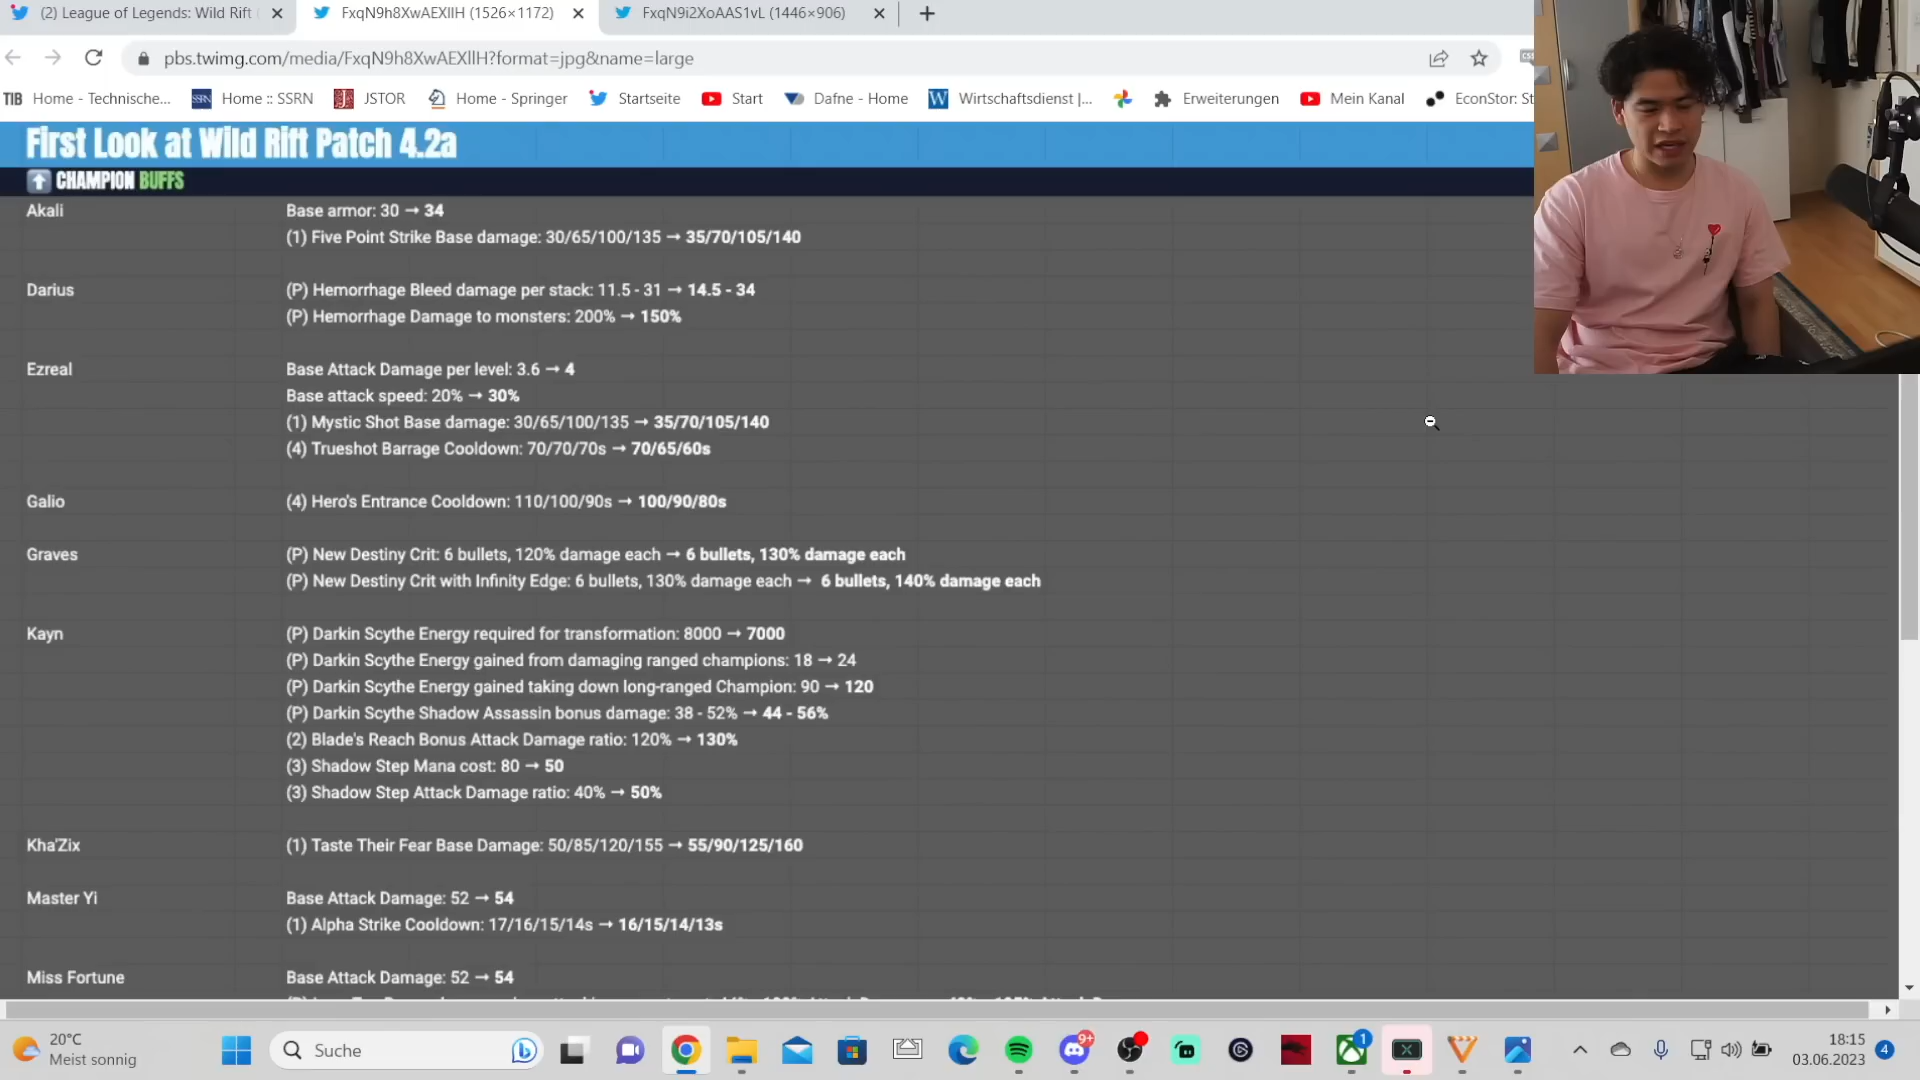 (2) League of Legends: Wild Rift
FxqN9h8XwAEXllH (1526×1172)
FxqN9i2XoAAS1vL (1446×906)
pbs.twimg.com/media/FxqN9h8XwAEXllH?format=jpg&name=large
TIB Home - Technische...
SSRN Home :: SSRN
JSTOR
Home - Springer
Startseite
Start
Dafne - Home
W Wirtschaftsdienst |...
Erweiterungen
Mein Kanal
EconStor: St
First Look at Wild Rift Patch 4.2a
CHAMPION BUFFS
Akali
Base armor: 30 → 34
(1) Five Point Strike Base damage: 30/65/100/135 → 35/70/105/140
Darius
(P) Hemorrhage Bleed damage per stack: 11.5 - 31 → 14.5 - 34
(P) Hemorrhage Damage to monsters: 200% → 150%
Ezreal
Base Attack Damage per level: 3.6 → 4
Base attack speed: 20% → 30%
(1) Mystic Shot Base damage: 30/65/100/135 → 35/70/105/140
(4) Trueshot Barrage Cooldown: 70/70/70s → 70/65/60s
Galio
(4) Hero's Entrance Cooldown: 110/100/90s → 100/90/80s
Graves
(P) New Destiny Crit: 6 bullets, 120% damage each → 6 bullets, 130% damage each
(P) New Destiny Crit with Infinity Edge: 6 bullets, 130% damage each → 6 bullets, 140% damage each
Kayn
(P) Darkin Scythe Energy required for transformation: 8000 → 7000
(P) Darkin Scythe Energy gained from damaging ranged champions: 18 → 24
(P) Darkin Scythe Energy gained taking down long-ranged Champion: 90 → 120
(P) Darkin Scythe Shadow Assassin bonus damage: 38 - 52% → 44 - 56%
(2) Blade's Reach Bonus Attack Damage ratio: 120% → 130%
(3) Shadow Step Mana cost: 80 → 50
(3) Shadow Step Attack Damage ratio: 40% → 50%
Kha'Zix
(1) Taste Their Fear Base Damage: 50/85/120/155 → 55/90/125/160
Master Yi
Base Attack Damage: 52 → 54
(1) Alpha Strike Cooldown: 17/16/15/14s → 16/15/14/13s
Miss Fortune
Base Attack Damage: 52 → 54
20°C
Meist sonnig
Suche
9+
1
18:15
03.06.2023
4